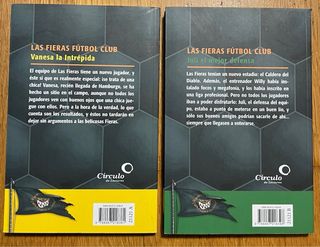 LAS FIERAS FÚTBOL CLUB
Vanesa la Intrépida
El equipo de Las Fieras tiene un nuevo jugador, y
éste sí que es realmente especial: ¡se trata de una
chica! Vanesa, recién llegada de Hamburgo, se ha
hecho un sitio en el campo, aunque no todos los
jugadores ven con buenos ojos que una chica jue-
gue con ellos. Pero a la hora de la verdad, lo que
cuenta son los resultados, y éstos no tardarán en
dejar sin argumentos a las belicosas Fieras.
Círculo
de Lectores
LAS FIERAS FÚTBOL CLUB
Juli el mejor defensa
Las Fieras tenían un nuevo estadio: el Caldero del
Diablo. Además, el entrenador Willy había ins-
talado focos y megafonía, y los había inscrito en
una liga profesional. Pero no todos los jugadores
iban a poder disfrutarlo: Juli, el defensa del equi-
po, estaba a punto de meterse en un buen lío, y
sólo sus buenos amigos podrían sacarle de ahí...
siempre que llegasen a enterarse.
Círculo
de Lectores